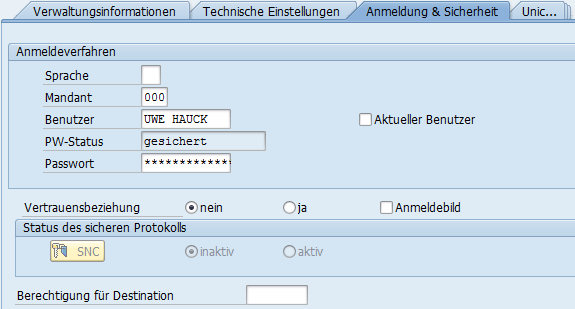 Verwaltungsinformationen Technische Einstellungen Anmeldung & Sicherheit Unic...
Anmeldeverfahren
Sprache
Mandant 000
Benutzer UWE HAUCK Aktueller Benutzer
PW-Status gesichert
Passwort *************
Vertrauensbeziehung nein ja Anmeldebild
Status des sicheren Protokolls
SNC inaktiv aktiv
Berechtigung für Destination